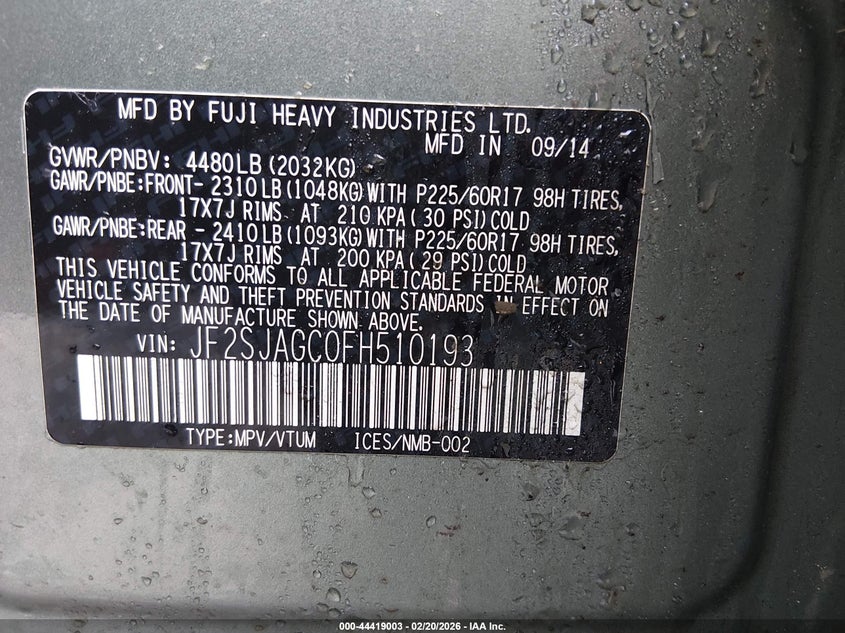 MFD BY FUJI HEAVY INDUSTRIES LTD.
MFD IN 09/14
GVWR/PNBV: 4480LB(2032KG)
GAWR/PNBE:FRONT- 2310LB(1048KG)WITH P225/60R17 98H TIRES,
17X7J RIMS AT 210 KPA(30 PSI)COLD
GAWR/PNBE:REAR - 2410LB(1093KG)WITH P225/60R17 98H TIRES,
17X7J RIMS AT 200 KPA(29 PSI)COLD
THIS VEHICLE CONFORMS TO ALL APPLICABLE FEDERAL MOTOR
VEHICLE SAFETY AND THEFT PREVENTION STANDARDS IN EFFECT ON
THE DATE OF MANUFACTURE SHOWN ABOVE.
VIN: JF2SJAGC0FH510193
TYPE:MPV/VTUM ICES/NMB-002
000-44419003 — 02/20/2026 — IAA Inc.